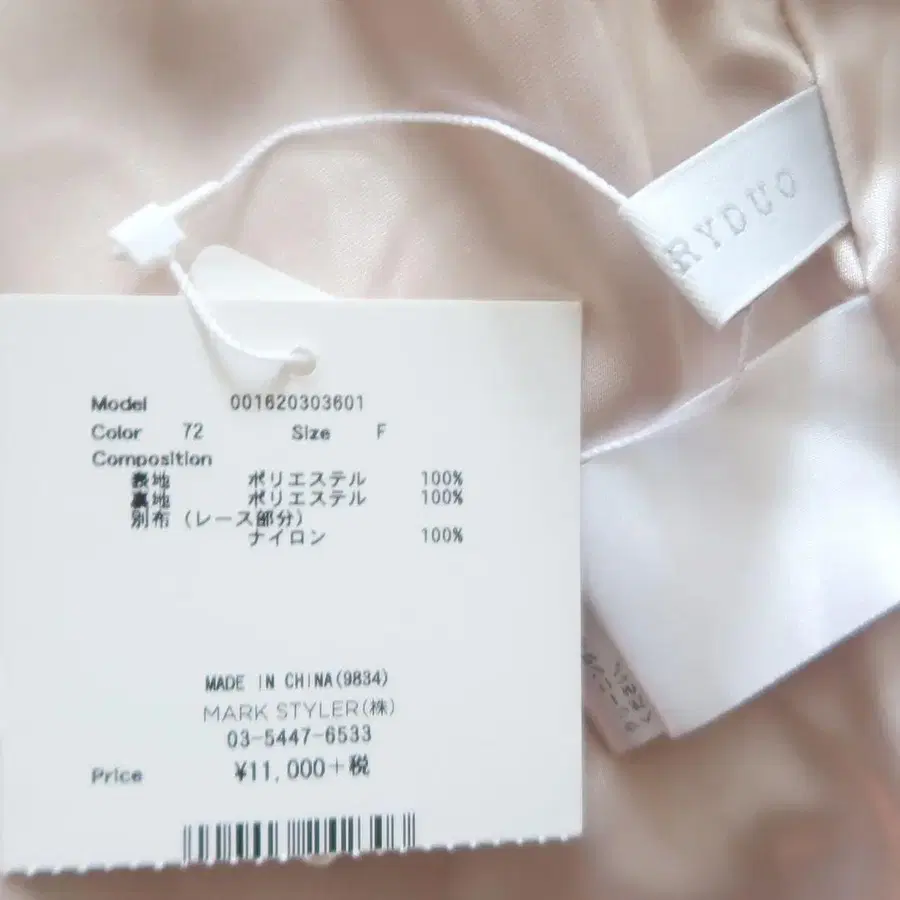 RYDUO
Model 001620303601
Color 72 Size F
Composition
表地 ポリエステル 100%
裏地 ポリエステル 100%
別布 (レース部分)
ナイロン 100%
MADE IN CHINA(9834)
MARK STYLER(株)
03-5447-6533
Price ¥11,000+税